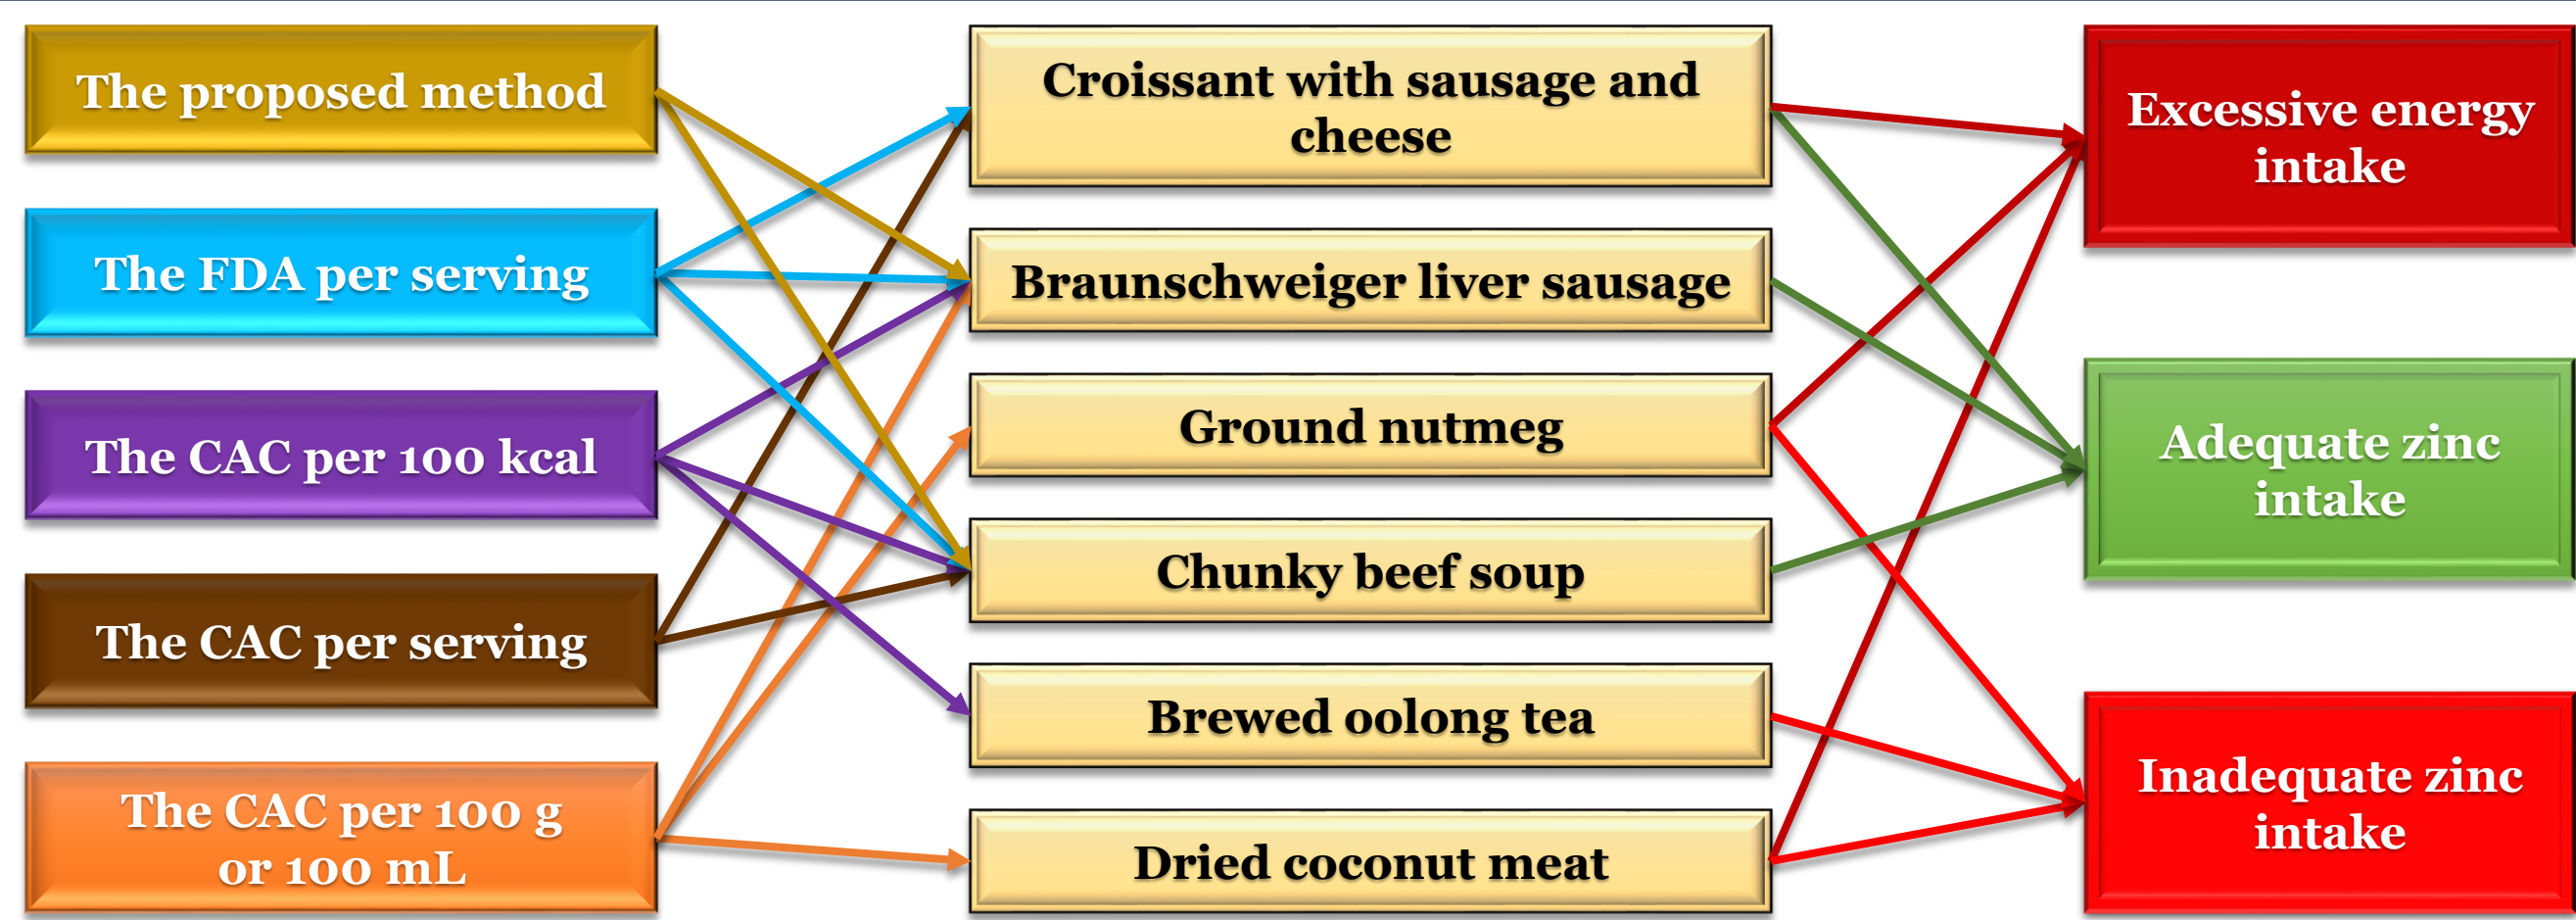 The proposed method
The FDA per serving
The CAC per 100 kcal
The CAC per serving
The CAC per 100 g
or 100 mL
Croissant with sausage and
cheese
Braunschweiger liver sausage
Ground nutmeg
Chunky beef soup
Brewed oolong tea
Dried coconut meat
Excessive energy
intake
Adequate zinc
intake
Inadequate zinc
intake